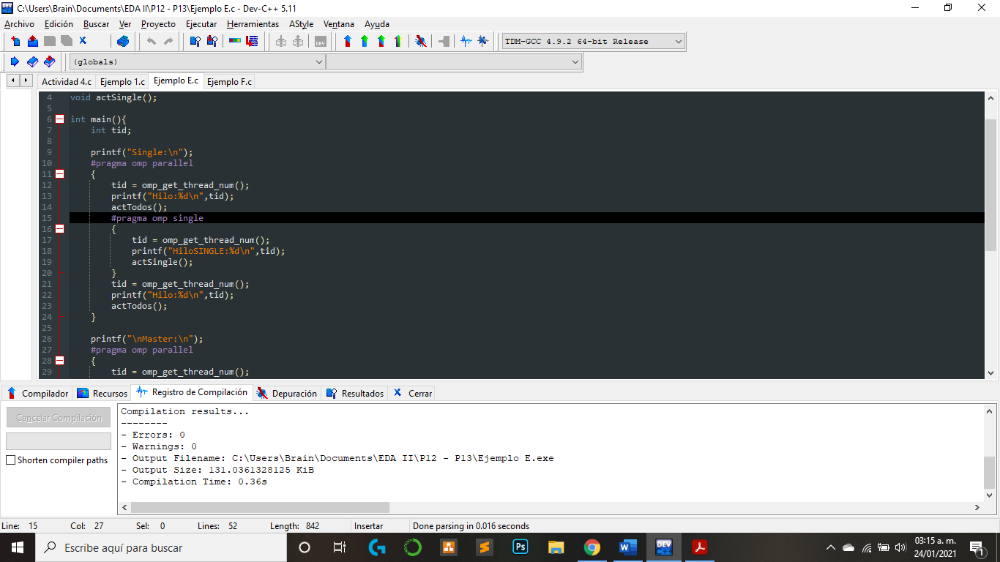 C:\Users\Brain\Documents\EDA II\P12 - P13\Ejemplo E.c - Dev-C++ 5.11
Archivo Edición Buscar Ver Proyecto Ejecutar Herramientas AStyle Ventana Ayuda
TDM-GCC 4.9.2 64-bit Release
(globals)
Actividad 4.c Ejemplo 1.c Ejemplo E.c Ejemplo F.c
4 void actSingle();
5
6 int main(){
7 int tid;
8
9 printf("Single:\n");
10 #pragma omp parallel
11 {
12 tid = omp_get_thread_num();
13 printf("Hilo:%d\n",tid);
14 actTodos();
15 #pragma omp single
16 {
17 tid = omp_get_thread_num();
18 printf("HiloSINGLE:%d\n",tid);
19 actSingle();
20 }
21 tid = omp_get_thread_num();
22 printf("Hilo:%d\n",tid);
23 actTodos();
24 }
25
26 printf("\nMaster:\n");
27 #pragma omp parallel
28 {
29 tid = omp_get_thread_num();
Compilador Recursos Registro de Compilación Depuración Resultados Cerrar
Cancelar Compilación
Shorten compiler paths
Compilation results...
--------
- Errors: 0
- Warnings: 0
- Output Filename: C:\Users\Brain\Documents\EDA II\P12 - P13\Ejemplo E.exe
- Output Size: 131.0361328125 KiB
- Compilation Time: 0.36s
Line: 15 Col: 27 Sel: 0 Lines: 52 Length: 842 Insertar Done parsing in 0.016 seconds
Escribe aquí para buscar
Ps
DEV
03:15 a. m.
24/01/2021
1